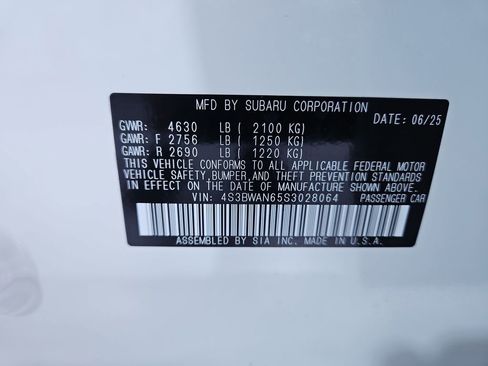 MFD BY SUBARU CORPORATION
DATE: 06/25
GVWR: 4630 LB ( 2100 KG)
GAWR: F 2756 LB ( 1250 KG)
GAWR: R 2690 LB ( 1220 KG)
THIS VEHICLE CONFORMS TO ALL APPLICABLE FEDERAL MOTOR
VEHICLE SAFETY, BUMPER, AND THEFT PREVENTION STANDARDS
IN EFFECT ON THE DATE OF MANUFACTURE SHOWN ABOVE.
VIN: 4S3BWAN65S3028064 PASSENGER CAR
ASSEMBLED BY SIA INC. MADE IN U.S.A.